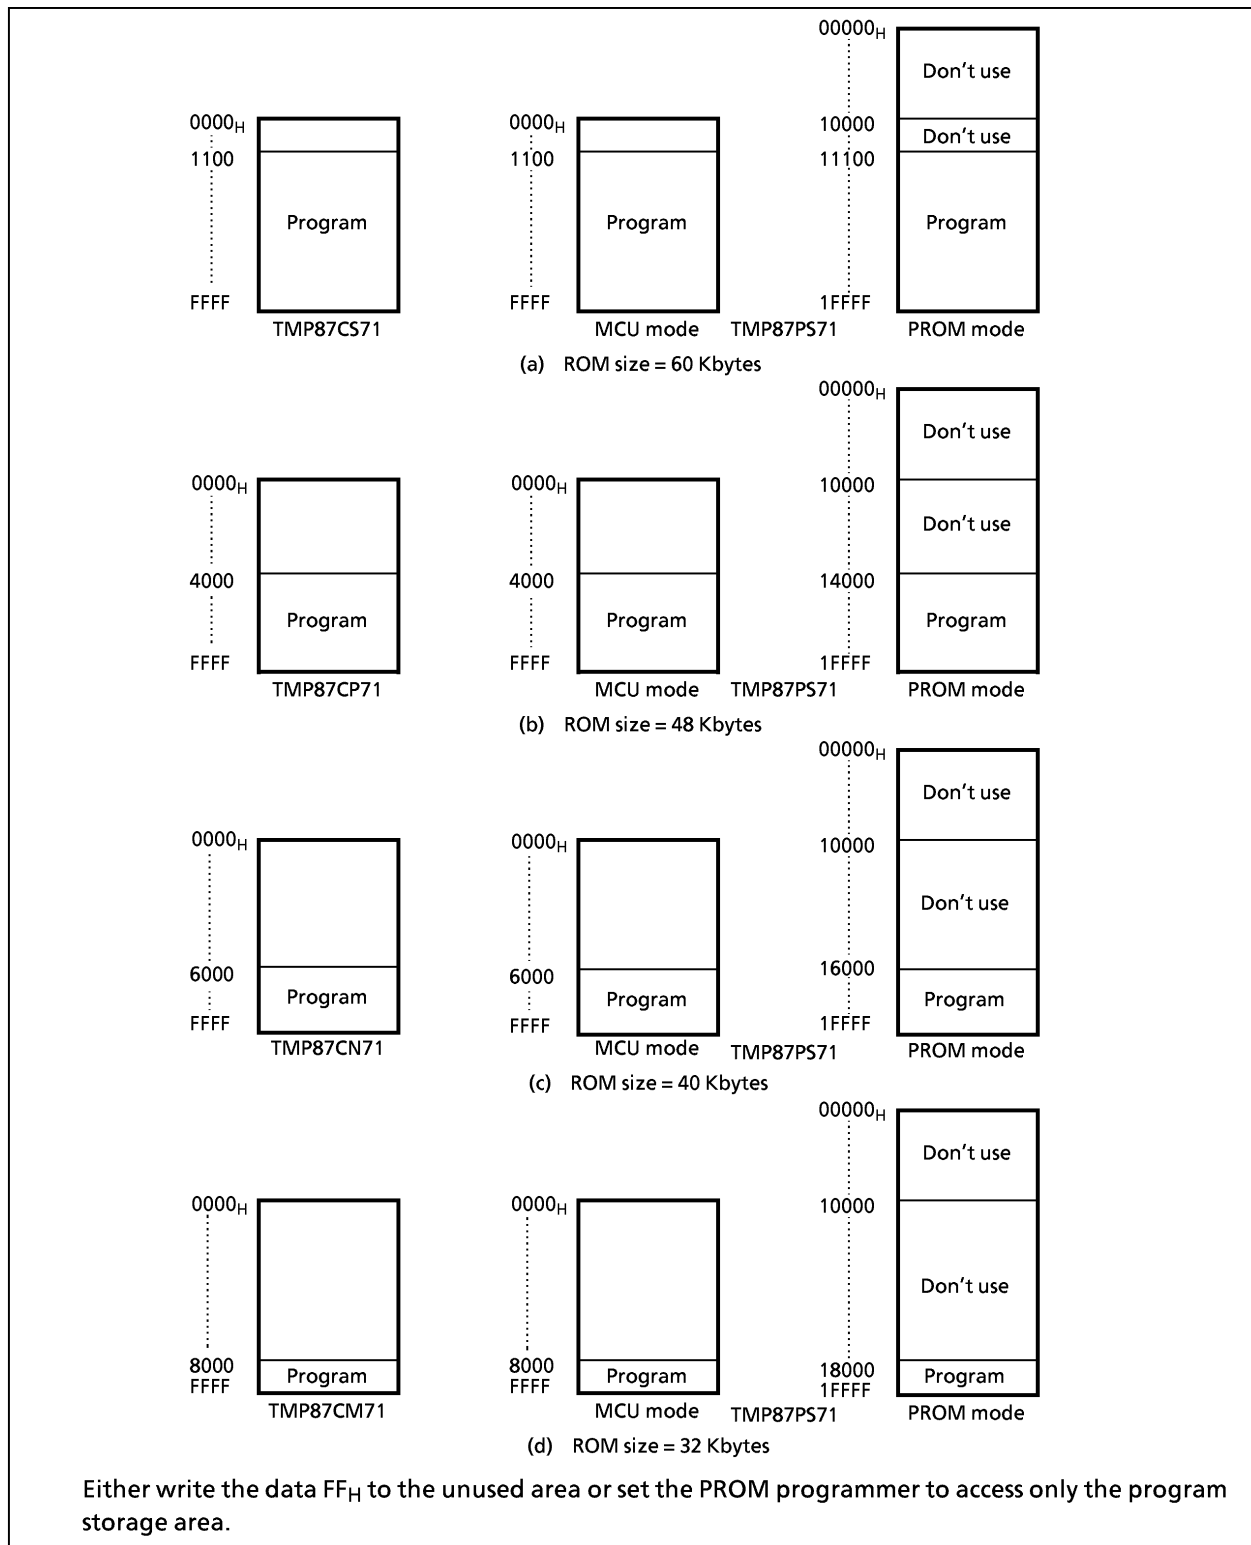 00000H
Don't use
0000H
0000H
10000
Don't use
1100
1100
11100
Program
Program
Program
FFFF
FFFF
1FFFF
TMP87CS71
MCU mode
TMP87PS71
PROM mode
(a) ROM size = 60 Kbytes
00000H
Don't use
0000H
0000H
10000
Don't use
4000
4000
14000
Program
Program
Program
FFFF
FFFF
1FFFF
TMP87CP71
MCU mode
TMP87PS71
PROM mode
(b) ROM size = 48 Kbytes
00000H
Don't use
0000H
0000H
10000
Don't use
6000
6000
16000
Program
Program
Program
FFFF
FFFF
1FFFF
TMP87CN71
MCU mode
TMP87PS71
PROM mode
(c) ROM size = 40 Kbytes
00000H
Don't use
0000H
0000H
10000
Don't use
8000
8000
18000
Program
Program
Program
FFFF
FFFF
1FFFF
TMP87CM71
MCU mode
TMP87PS71
PROM mode
(d) ROM size = 32 Kbytes
Either write the data FFH to the unused area or set the PROM programmer to access only the program
storage area.